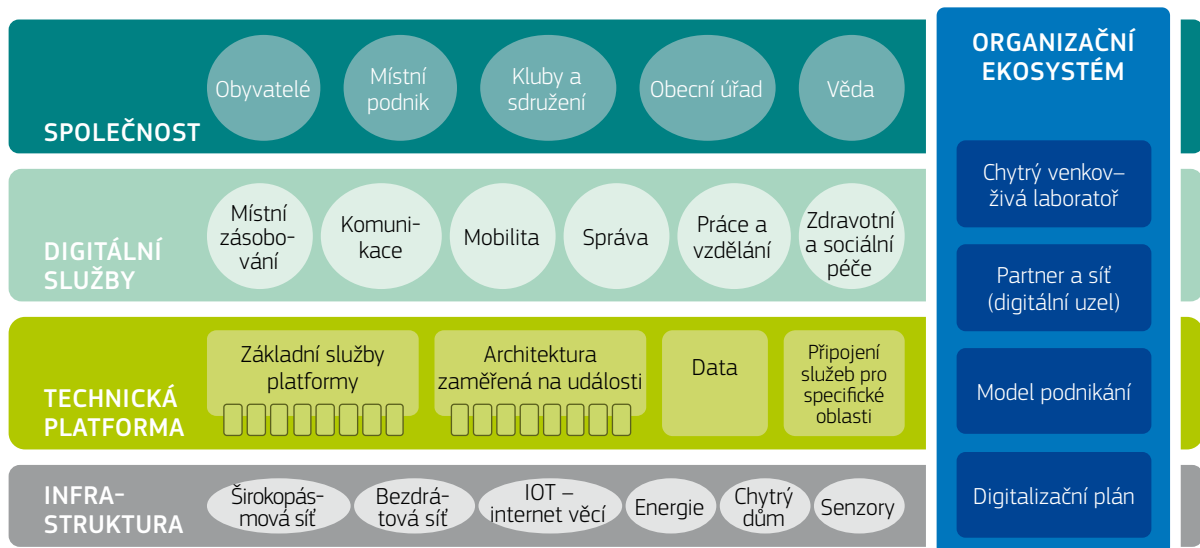 SPOLEČNOST
Obyvatelé
Místní
podnik
Kluby a
sdružení
Obecní úřad
Věda
DIGITÁLNÍ
SLUŽBY
Místní
zásobo-
vání
Komuni-
kace
Mobilita
Správa
Práce a
vzdělání
Zdravotní
a sociální
péče
TECHNICKÁ
PLATFORMA
Základní služby
platformy
Architektura
zaměřená na události
Data
Připojení
služeb pro
specifické
oblasti
INFRA-
STRUKTURA
Širokopás-
mová síť
Bezdrá-
tová síť
IOT –
internet věcí
Energie
Chytrý
dům
Senzory
ORGANIZAČNÍ
EKOSYSTÉM
Chytrý venkov–
živá laboratoř
Partner a síť
(digitální uzel)
Model podnikání
Digitalizační plán